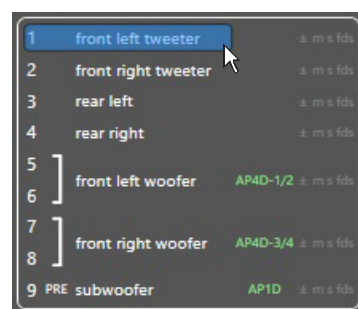 1 front left tweeter ± m s fds
2 front right tweeter ± m s fds
3 rear left ± m s fds
4 rear right ± m s fds
5
front left woofer AP4D-1/2 ± m s fds
6
7
front right woofer AP4D-3/4 ± m s fds
8
9 PRE subwoofer AP1D ± m s fds